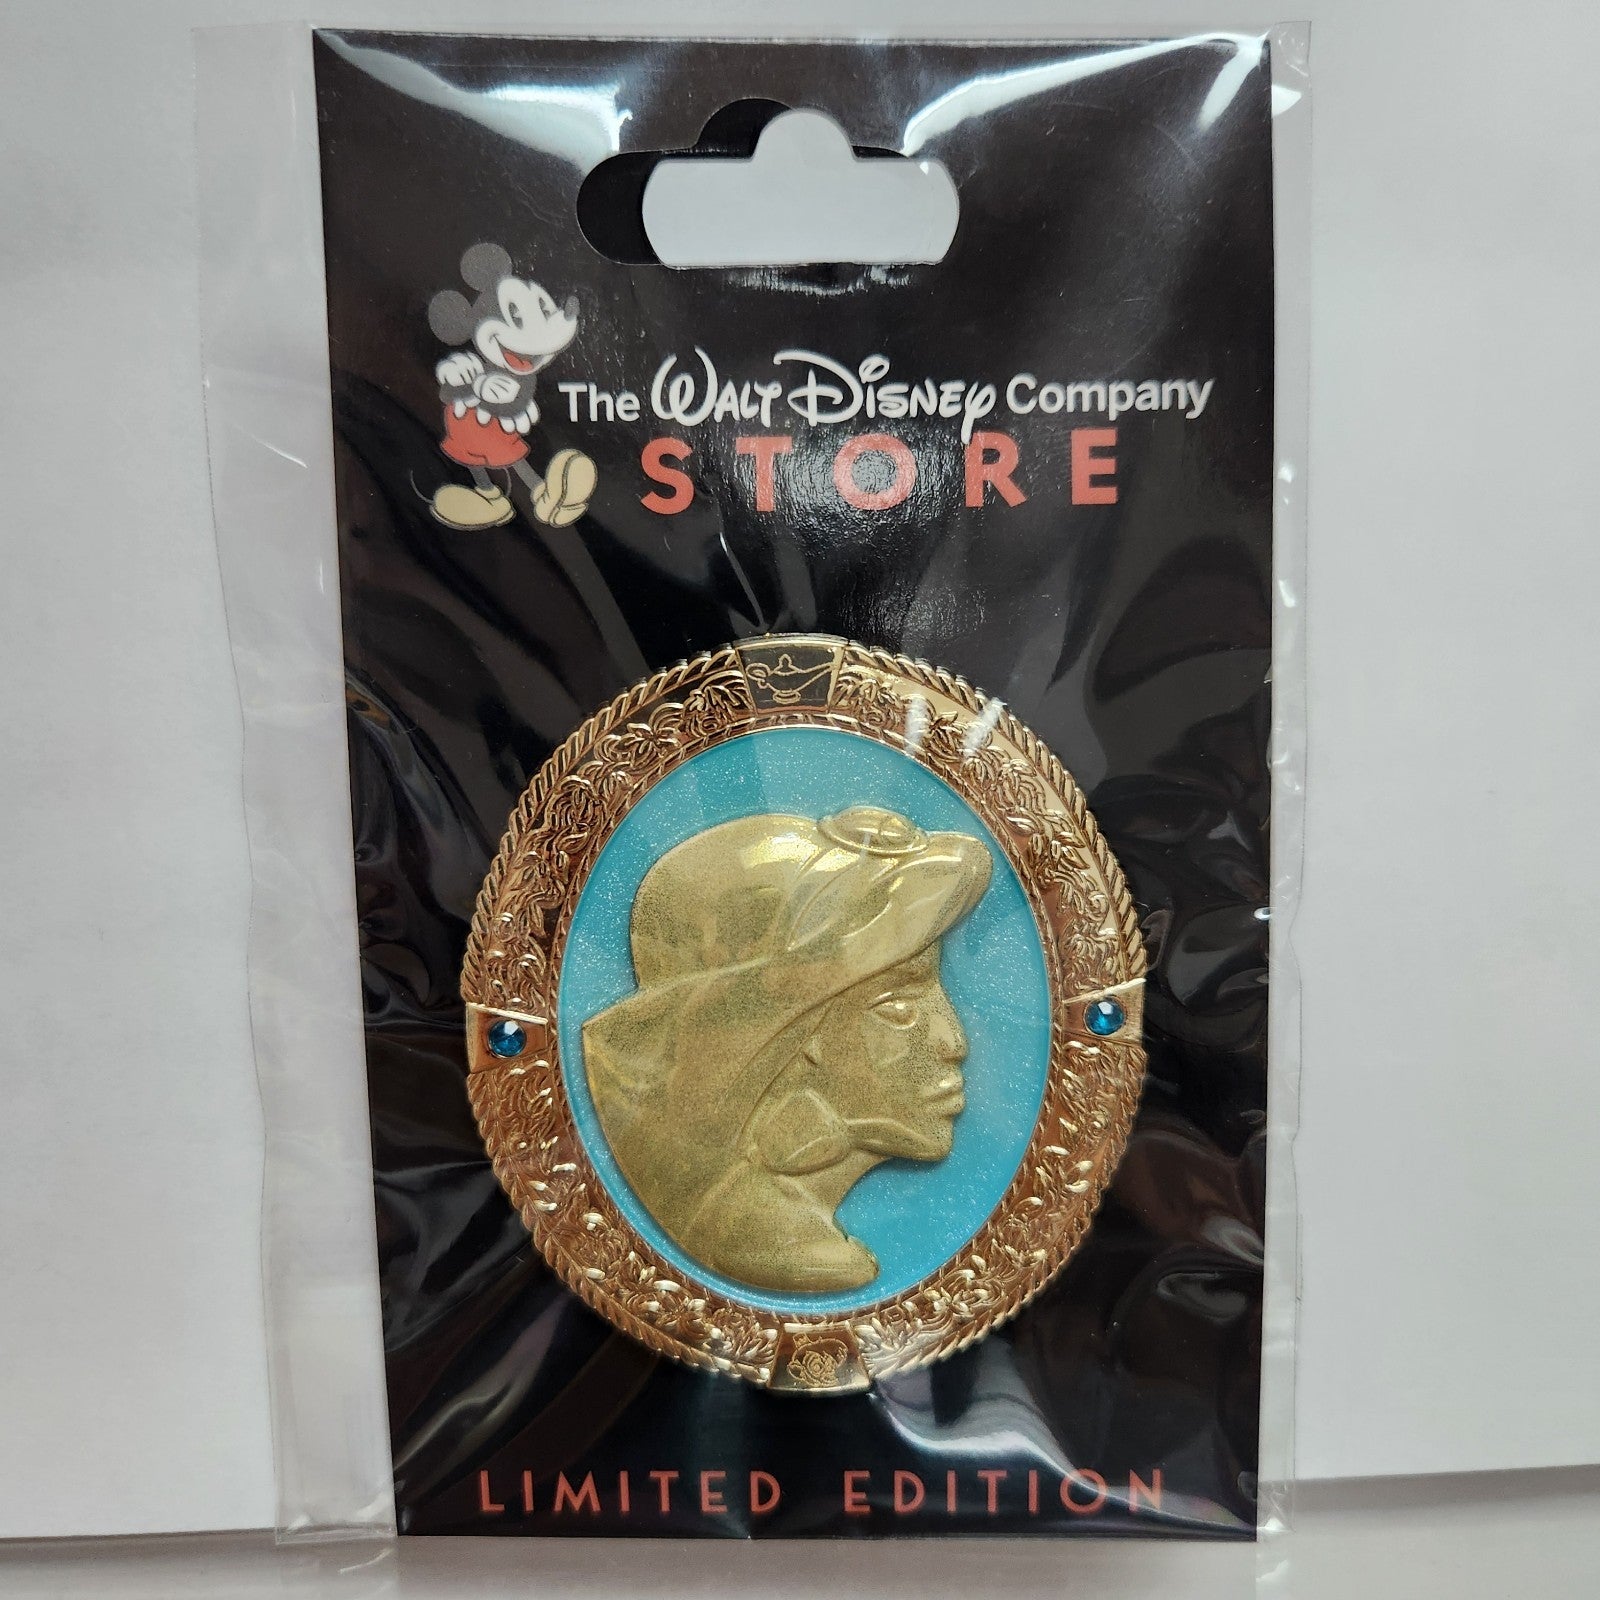 The WALT DISNEY Company
STORE
LIMITED EDITION